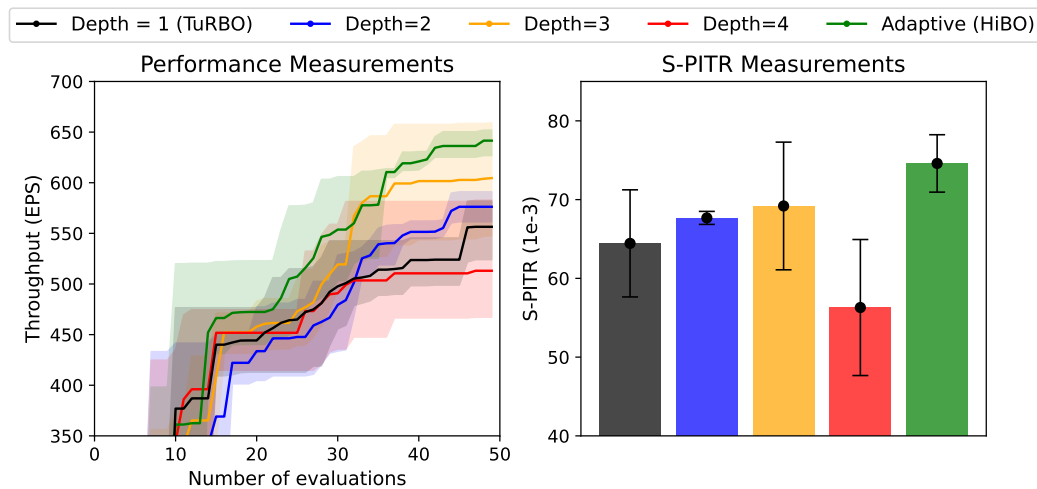 Depth = 1 (TuRBO) Depth=2 Depth=3 Depth=4 Adaptive (HiBO)
Performance Measurements
700
650
600
550
500
450
400
350
0 10 20 30 40 50
Throughput (EPS)
Number of evaluations
S-PITR Measurements
80
70
60
50
40
S-PITR (1e-3)